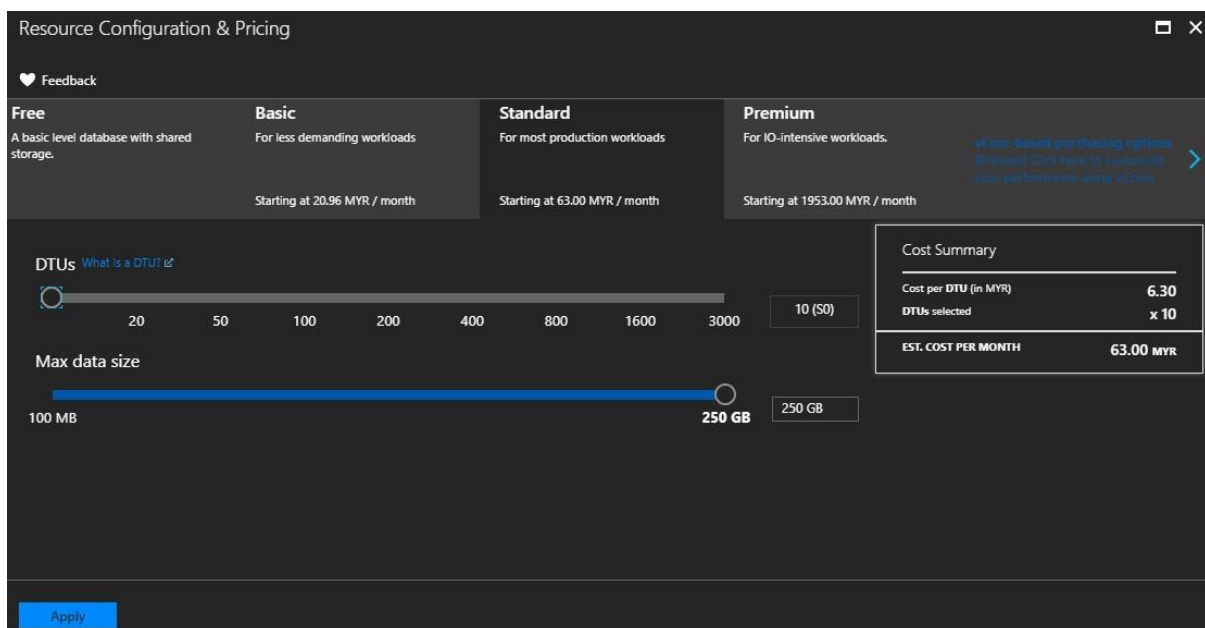 Resource Configuration & Pricing
Feedback
Free
A basic level database with shared
storage.
Basic
For less demanding workloads
Starting at 20.96 MYR / month
Standard
For most production workloads
Starting at 63.00 MYR / month
Premium
For IO-intensive workloads.
Starting at 1953.00 MYR / month
vCore-based purchasing options
(Preview) Click here to customize
your performance using vCores
DTUs What is a DTU?
20 50 100 200 400 800 1600 3000
10 (S0)
Max data size
100 MB 250 GB
250 GB
Cost Summary
Cost per DTU (in MYR) 6.30
DTUs selected x 10
EST. COST PER MONTH 63.00 MYR
Apply